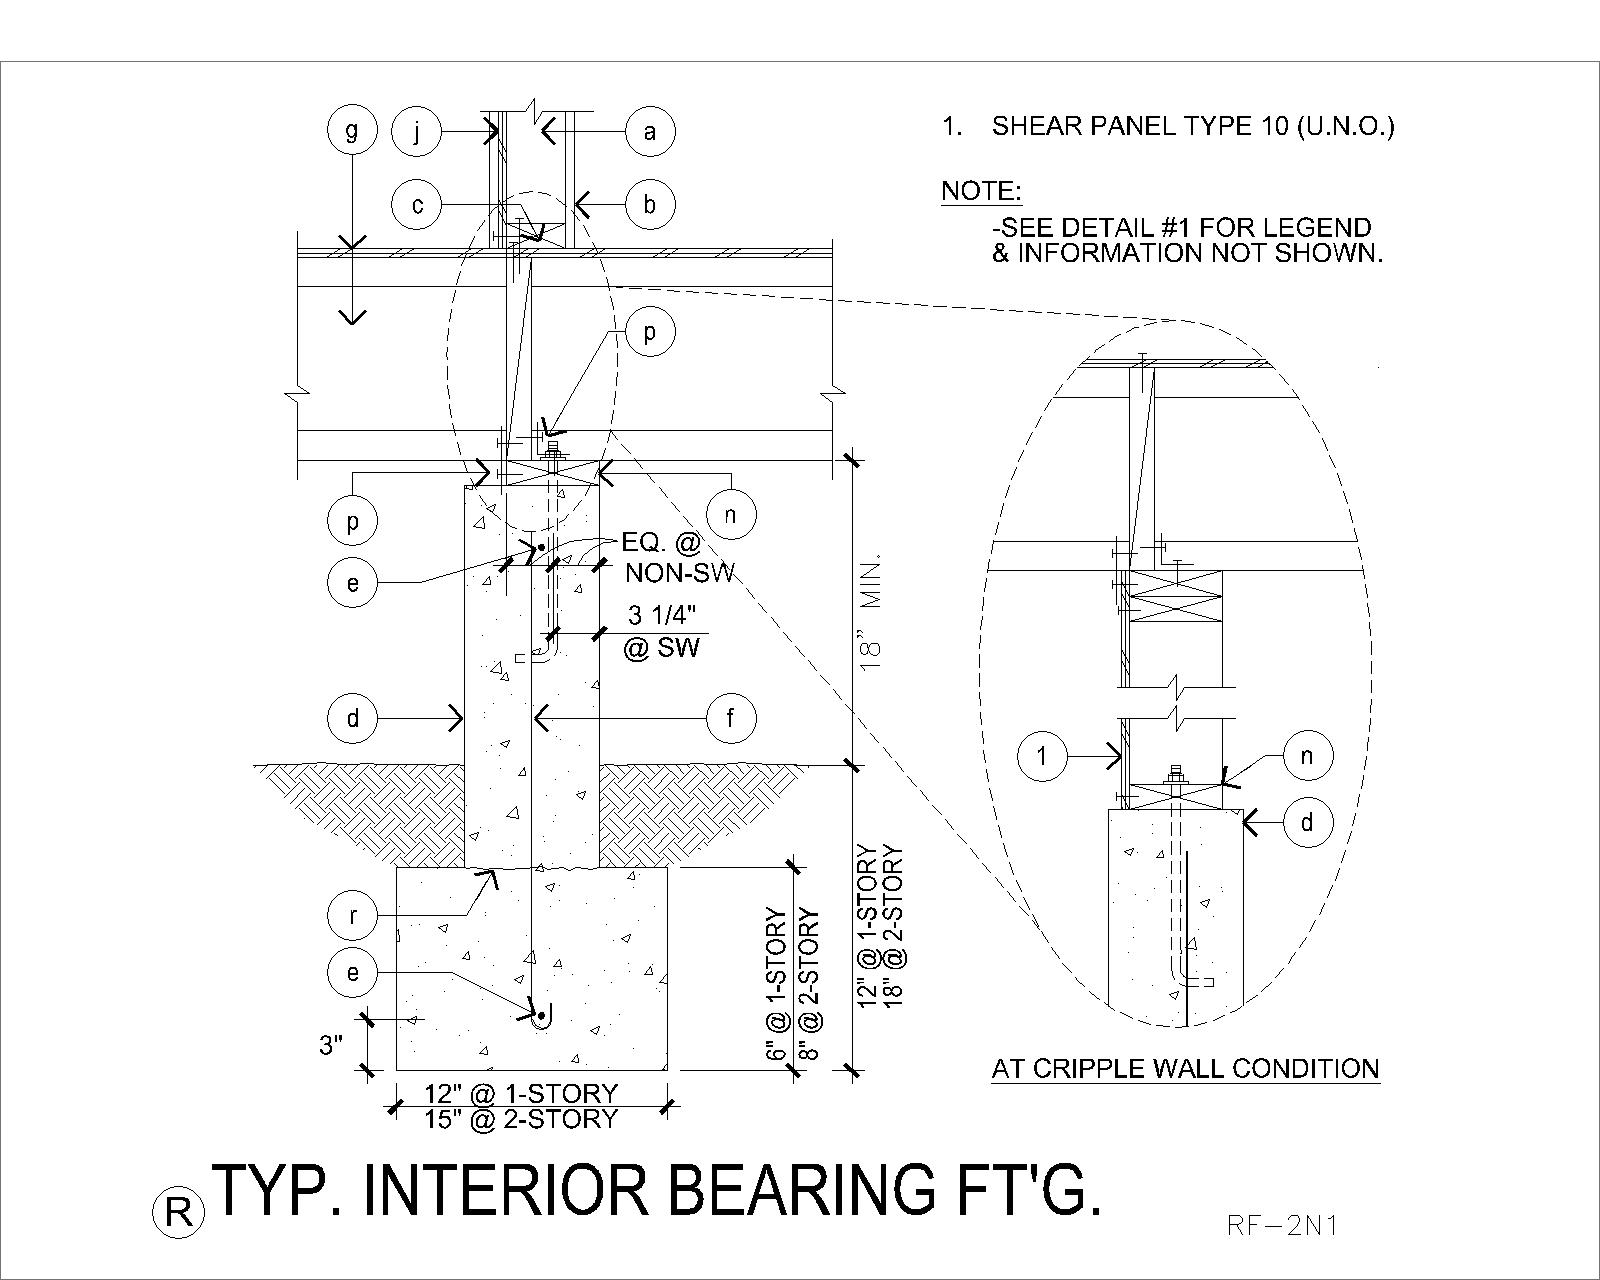 g
j
a
c
b
1. SHEAR PANEL TYPE 10 (U.N.O.)
NOTE:
-SEE DETAIL #1 FOR LEGEND
& INFORMATION NOT SHOWN.
p
p
n
e
EQ. @
NON-SW
3 1/4"
@ SW
18" MIN.
d
f
1
n
d
r
e
3"
6" @ 1-STORY
8" @ 2-STORY
12" @ 1-STORY
18" @ 2-STORY
12" @ 1-STORY
15" @ 2-STORY
AT CRIPPLE WALL CONDITION
R TYP. INTERIOR BEARING FT'G.
RF-2N1